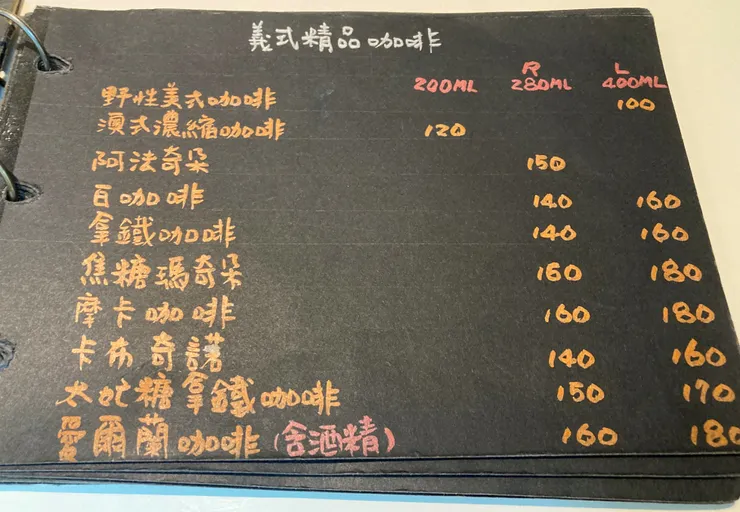 義式精品咖啡
R L
200ML 280ML 400ML
野性美式咖啡 100
澳式濃縮咖啡 120
阿法奇朵 150
白咖啡 140 160
拿鐵咖啡 140 160
焦糖瑪奇朵 160 180
摩卡咖啡 160 180
卡布奇諾 140 160
太妃糖拿鐵咖啡 150 170
愛爾蘭咖啡(含酒精) 160 180